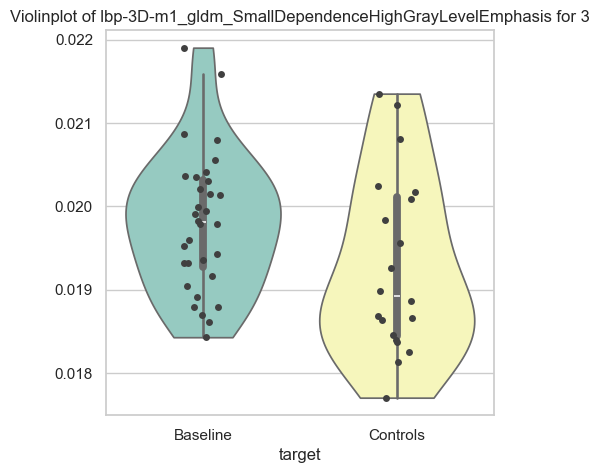 Violinplot of lbp-3D-m1_gldm_SmallDependenceHighGrayLevelEmphasis for 3
0.022
0.021
0.020
0.019
0.018
Baseline
Controls
target